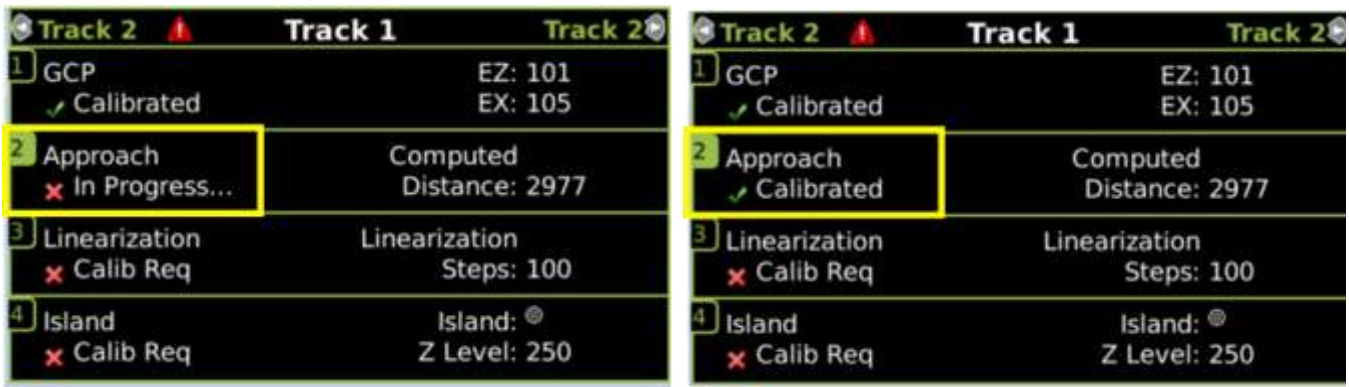 Track 2 Track 1 Track 2
1 GCP EZ: 101
Calibrated EX: 105
2 Approach Computed
In Progress... Distance: 2977
3 Linearization Linearization
Calib Req Steps: 100
4 Island Island:
Calib Req Z Level: 250
Track 2 Track 1 Track 2
1 GCP EZ: 101
Calibrated EX: 105
2 Approach Computed
Calibrated Distance: 2977
3 Linearization Linearization
Calib Req Steps: 100
4 Island Island:
Calib Req Z Level: 250